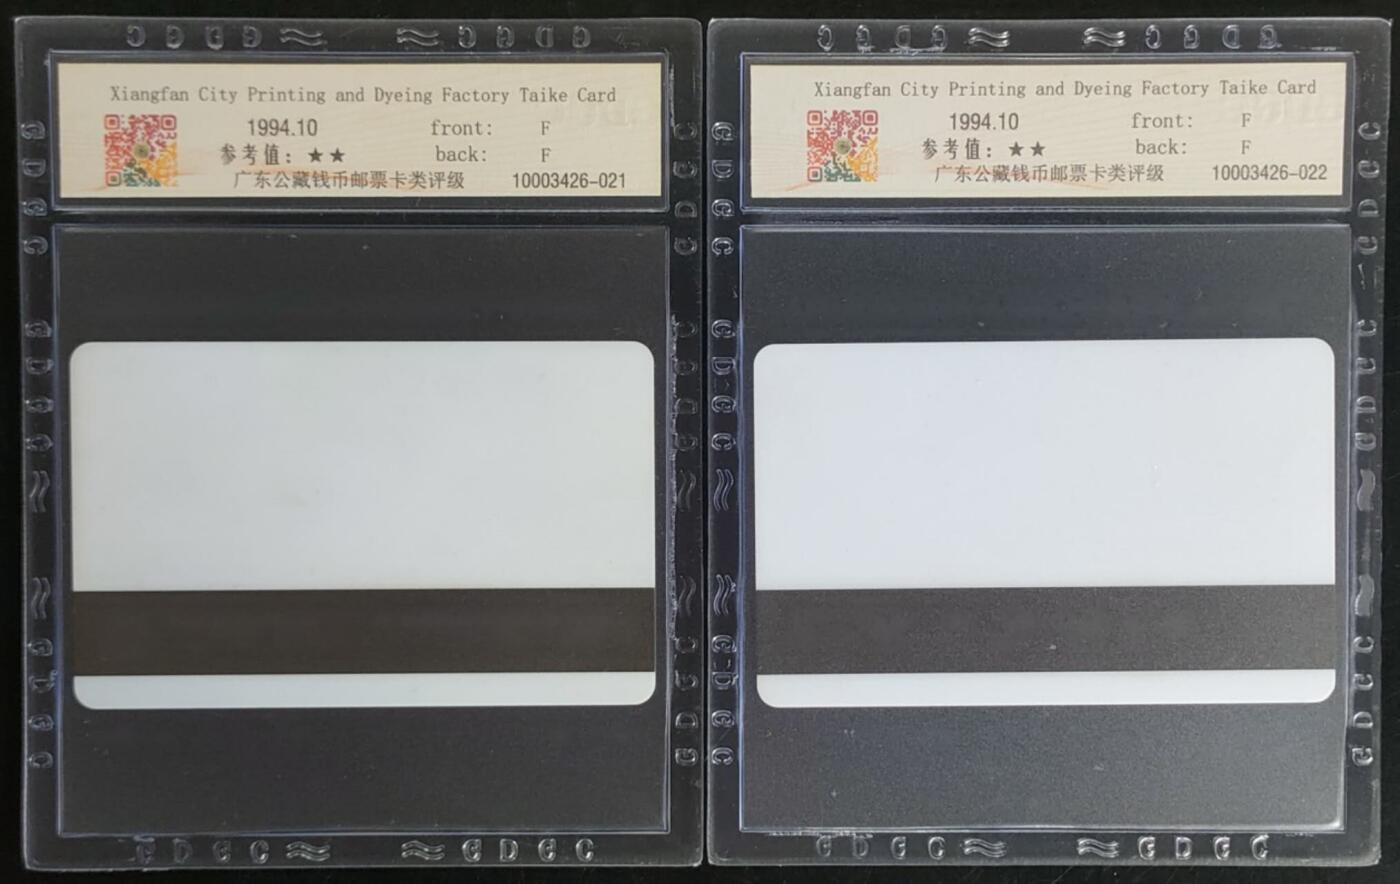 Xiangfan City Printing and Dyeing Factory Taike Card
1994.10 front: F
参考值：★★ back: F
广东公藏钱币邮票卡类评级 10003426-021
Xiangfan City Printing and Dyeing Factory Taike Card
1994.10 front: F
参考值：★★ back: F
广东公藏钱币邮票卡类评级 10003426-022